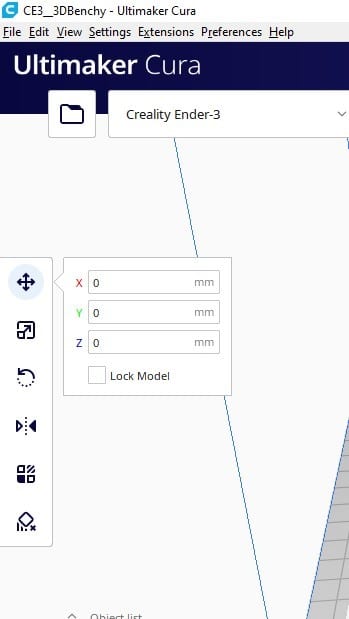 CE3__3DBenchy - Ultimaker Cura
File Edit View Settings Extensions Preferences Help
Ultimaker Cura
Creality Ender-3
X 0 mm
Y 0 mm
Z 0 mm
Lock Model
Object list